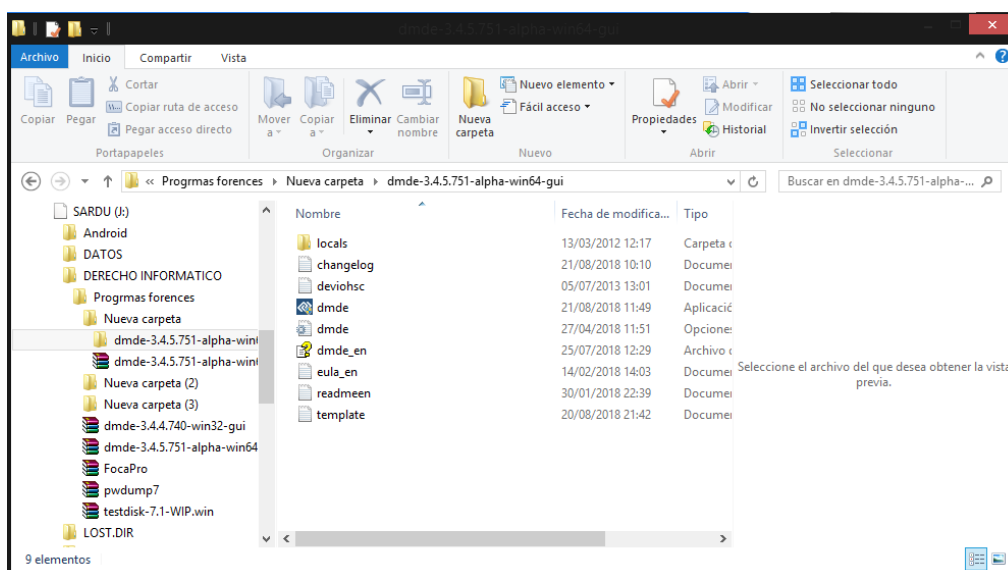 dmde-3.4.5.751-alpha-win64-gui
Archivo Inicio Compartir Vista
Copiar
Pegar
Cortar
Copiar ruta de acceso
Pegar acceso directo
Portapapeles
Mover a
Copiar a
Eliminar
Cambiar nombre
Organizar
Nueva carpeta
Nuevo elemento
Fácil acceso
Nuevo
Propiedades
Abrir
Modificar
Historial
Abrir
Seleccionar todo
No seleccionar ninguno
Invertir selección
Seleccionar
« Progrmas forences Nueva carpeta dmde-3.4.5.751-alpha-win64-gui
Buscar en dmde-3.4.5.751-alpha-...
SARDU (J:)
Android
DATOS
DERECHO INFORMATICO
Progrmas forences
Nueva carpeta
dmde-3.4.5.751-alpha-win
dmde-3.4.5.751-alpha-win
Nueva carpeta (2)
Nueva carpeta (3)
dmde-3.4.4.740-win32-gui
dmde-3.4.5.751-alpha-win64
FocaPro
pwdump7
testdisk-7.1-WIP.win
LOST.DIR
Nombre Fecha de modifica... Tipo
locals 13/03/2012 12:17 Carpeta
changelog 21/08/2018 10:10 Documen
deviohsc 05/07/2013 13:01 Documen
dmde 21/08/2018 11:49 Aplicació
dmde 27/04/2018 11:51 Opciones
dmde_en 25/07/2018 12:29 Archivo
eula_en 14/02/2018 14:03 Documen
readmeen 30/01/2018 22:39 Documen
template 20/08/2018 21:42 Documen
Seleccione el archivo del que desea obtener la vista
previa.
9 elementos